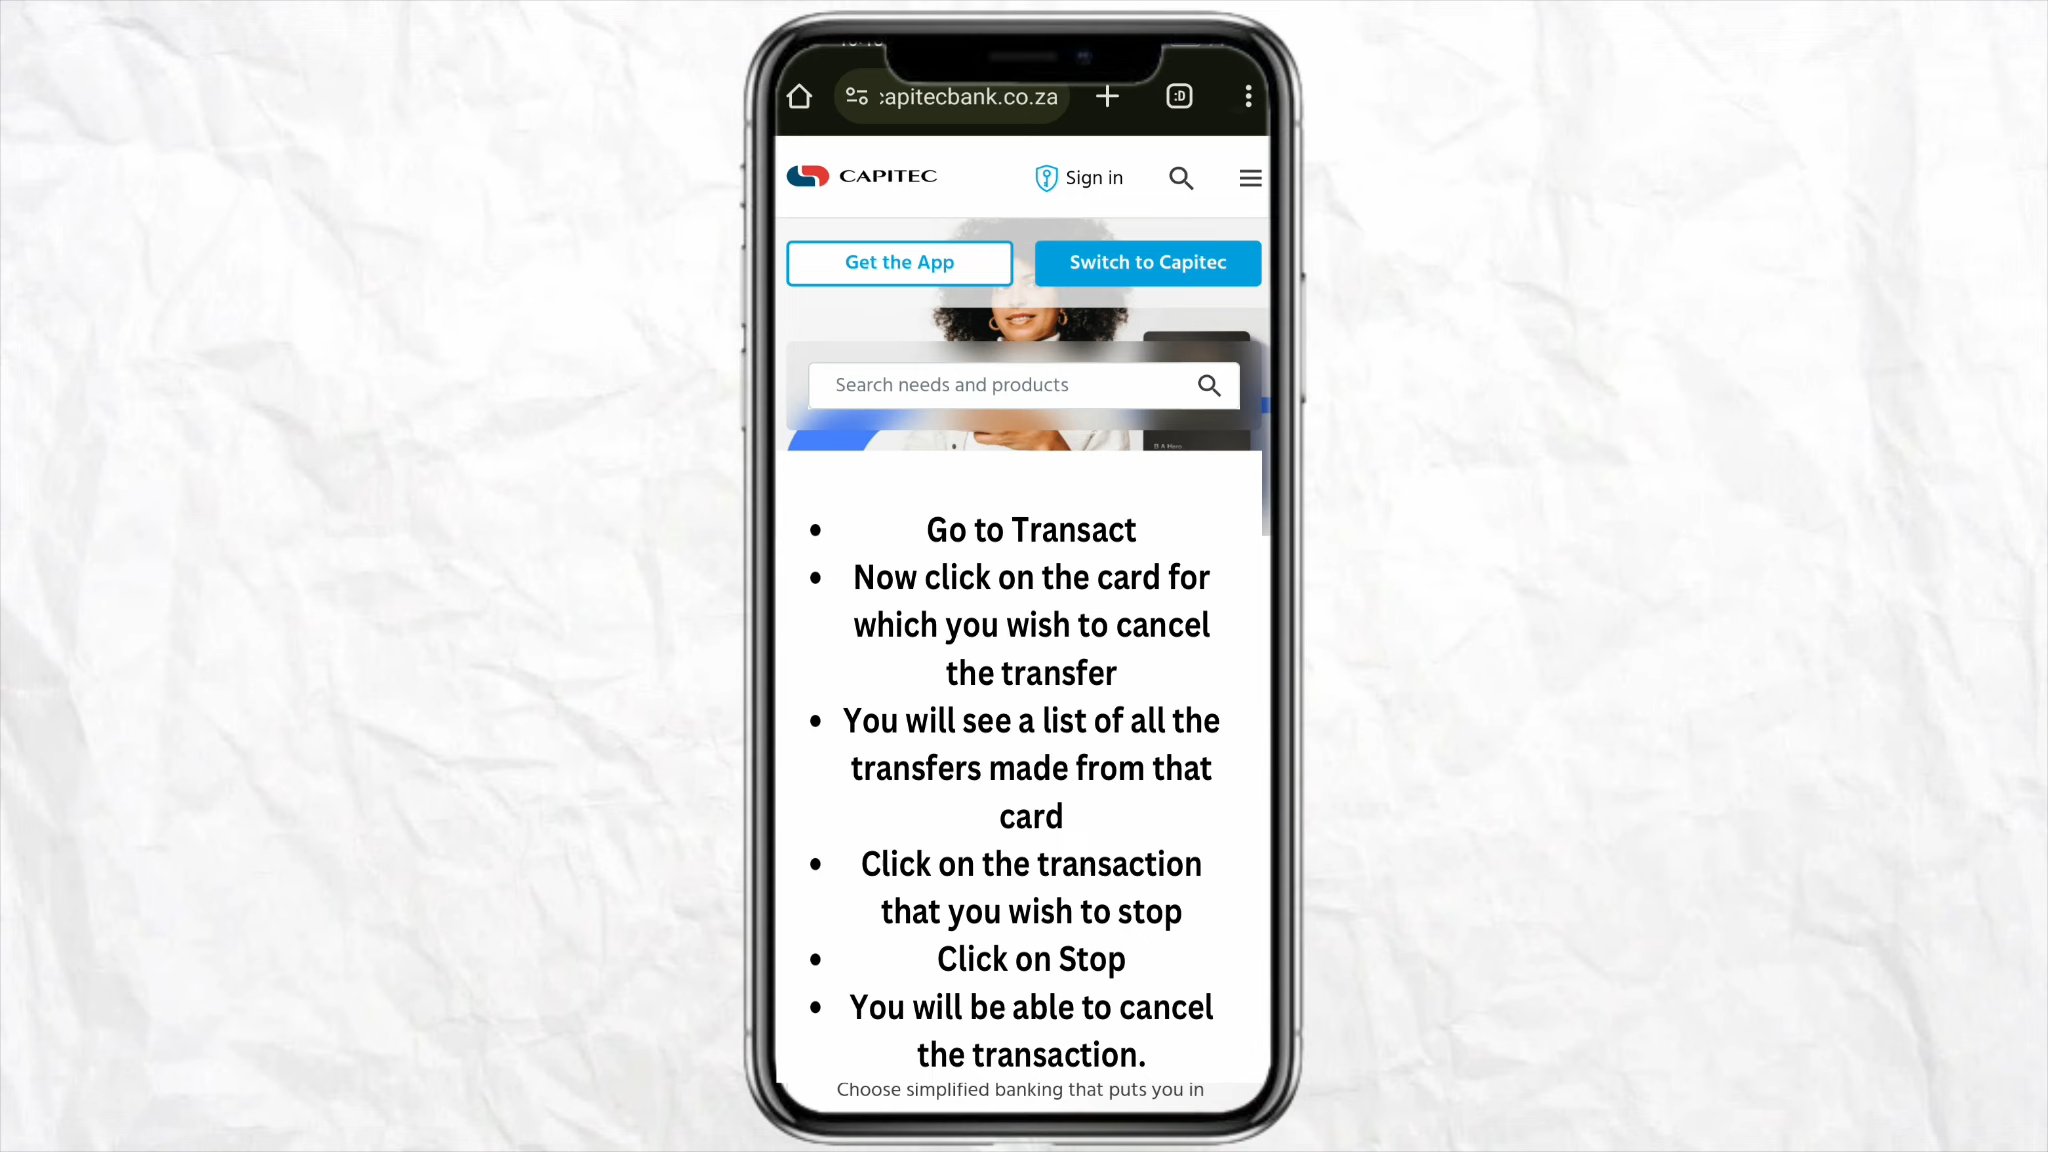 :apitecbank.co.za
:D
CAPITEC
Sign in
Get the App
Switch to Capitec
Search needs and products
• Go to Transact
• Now click on the card for
which you wish to cancel
the transfer
• You will see a list of all the
transfers made from that
card
• Click on the transaction
that you wish to stop
• Click on Stop
• You will be able to cancel
the transaction.
Choose simplified banking that puts you in